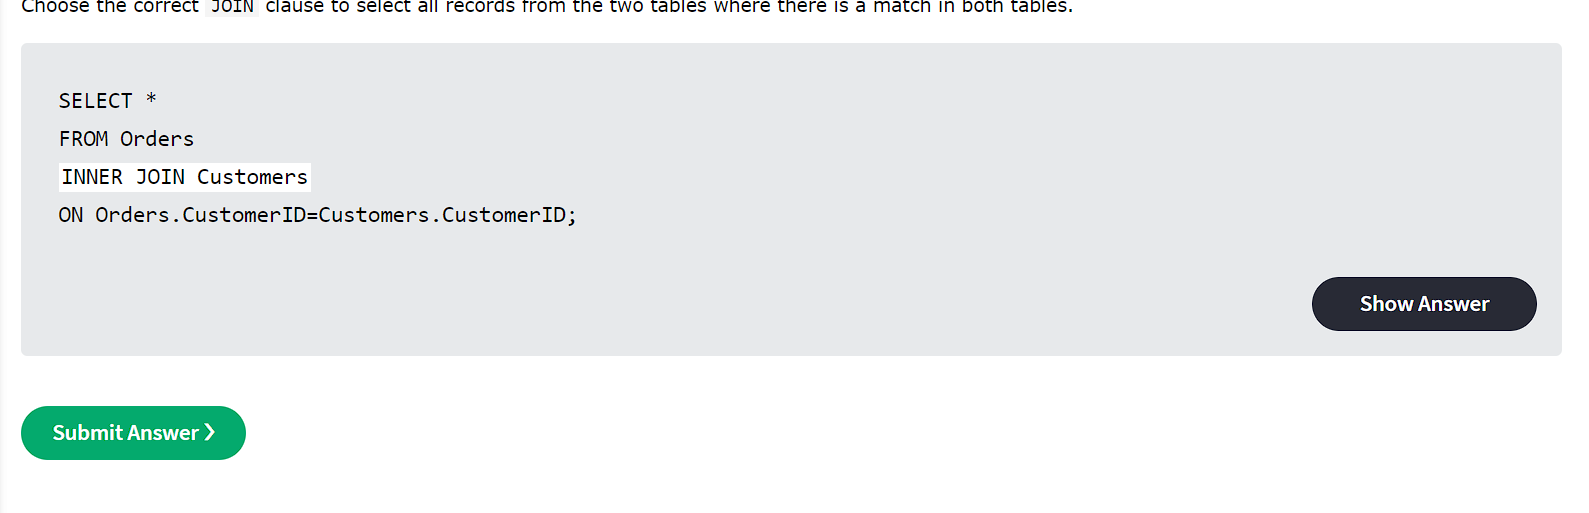 Choose the correct JOIN clause to select all records from the two tables where there is a match in both tables.
SELECT *
FROM Orders
INNER JOIN Customers
ON Orders.CustomerID=Customers.CustomerID;
Show Answer
Submit Answer ❯